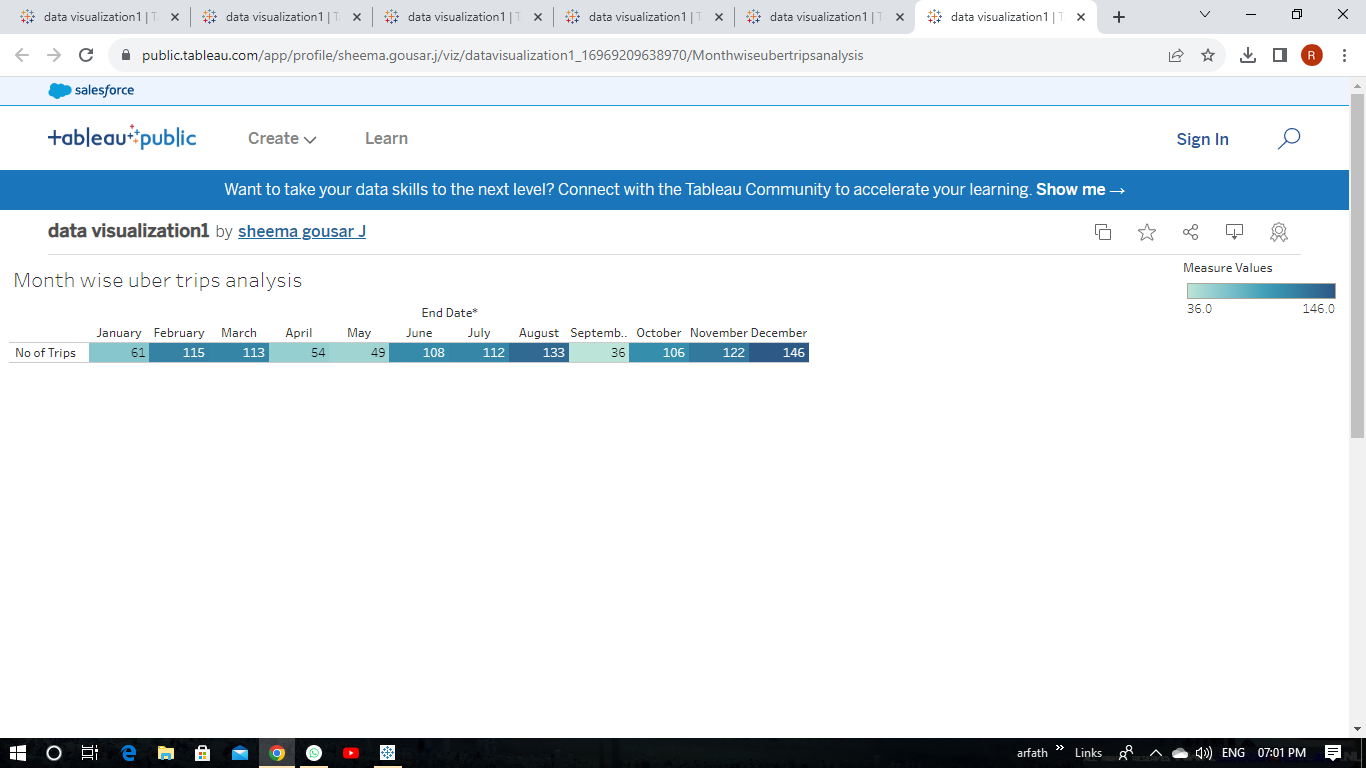 data visualization1 | T data visualization1 | T data visualization1 | T data visualization1 | T data visualization1 | T data visualization1 | T
public.tableau.com/app/profile/sheema.gousar.j/viz/datavisualization1_16969209638970/Monthwiseubertripsanalysis R
salesforce
tableau public Create Learn Sign In
Want to take your data skills to the next level? Connect with the Tableau Community to accelerate your learning. Show me →
data visualization1 by sheema gousar J
Month wise uber trips analysis
Measure Values
36.0 146.0
End Date*
January February March April May June July August Septemb.. October November December
No of Trips 61 115 113 54 49 108 112 133 36 106 122 146
arfath » Links ENG 07:01 PM